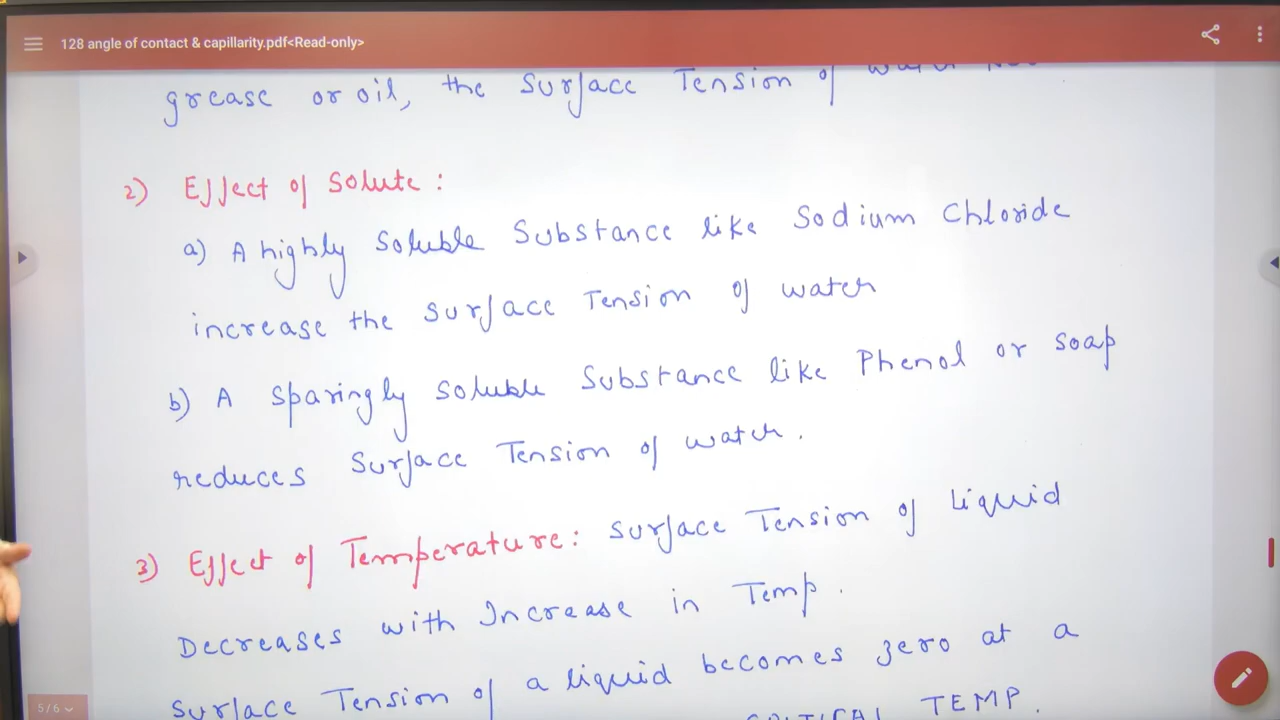 128 angle of contact & capillarity.pdf<Read-only>
grease or oil, the Surface Tension of
2) Effect of Solute :
a) A highly Soluble Substance like Sodium Chloride
increase the surface Tension of water
b) A Sparingly soluble Substance like Phenol or soap
reduces Surface Tension of water .
3) Effect of Temperature : Surface Tension of Liquid
Decreases with Increase in Temp .
Surface Tension of a liquid becomes zero at a
TEMP.
5/6